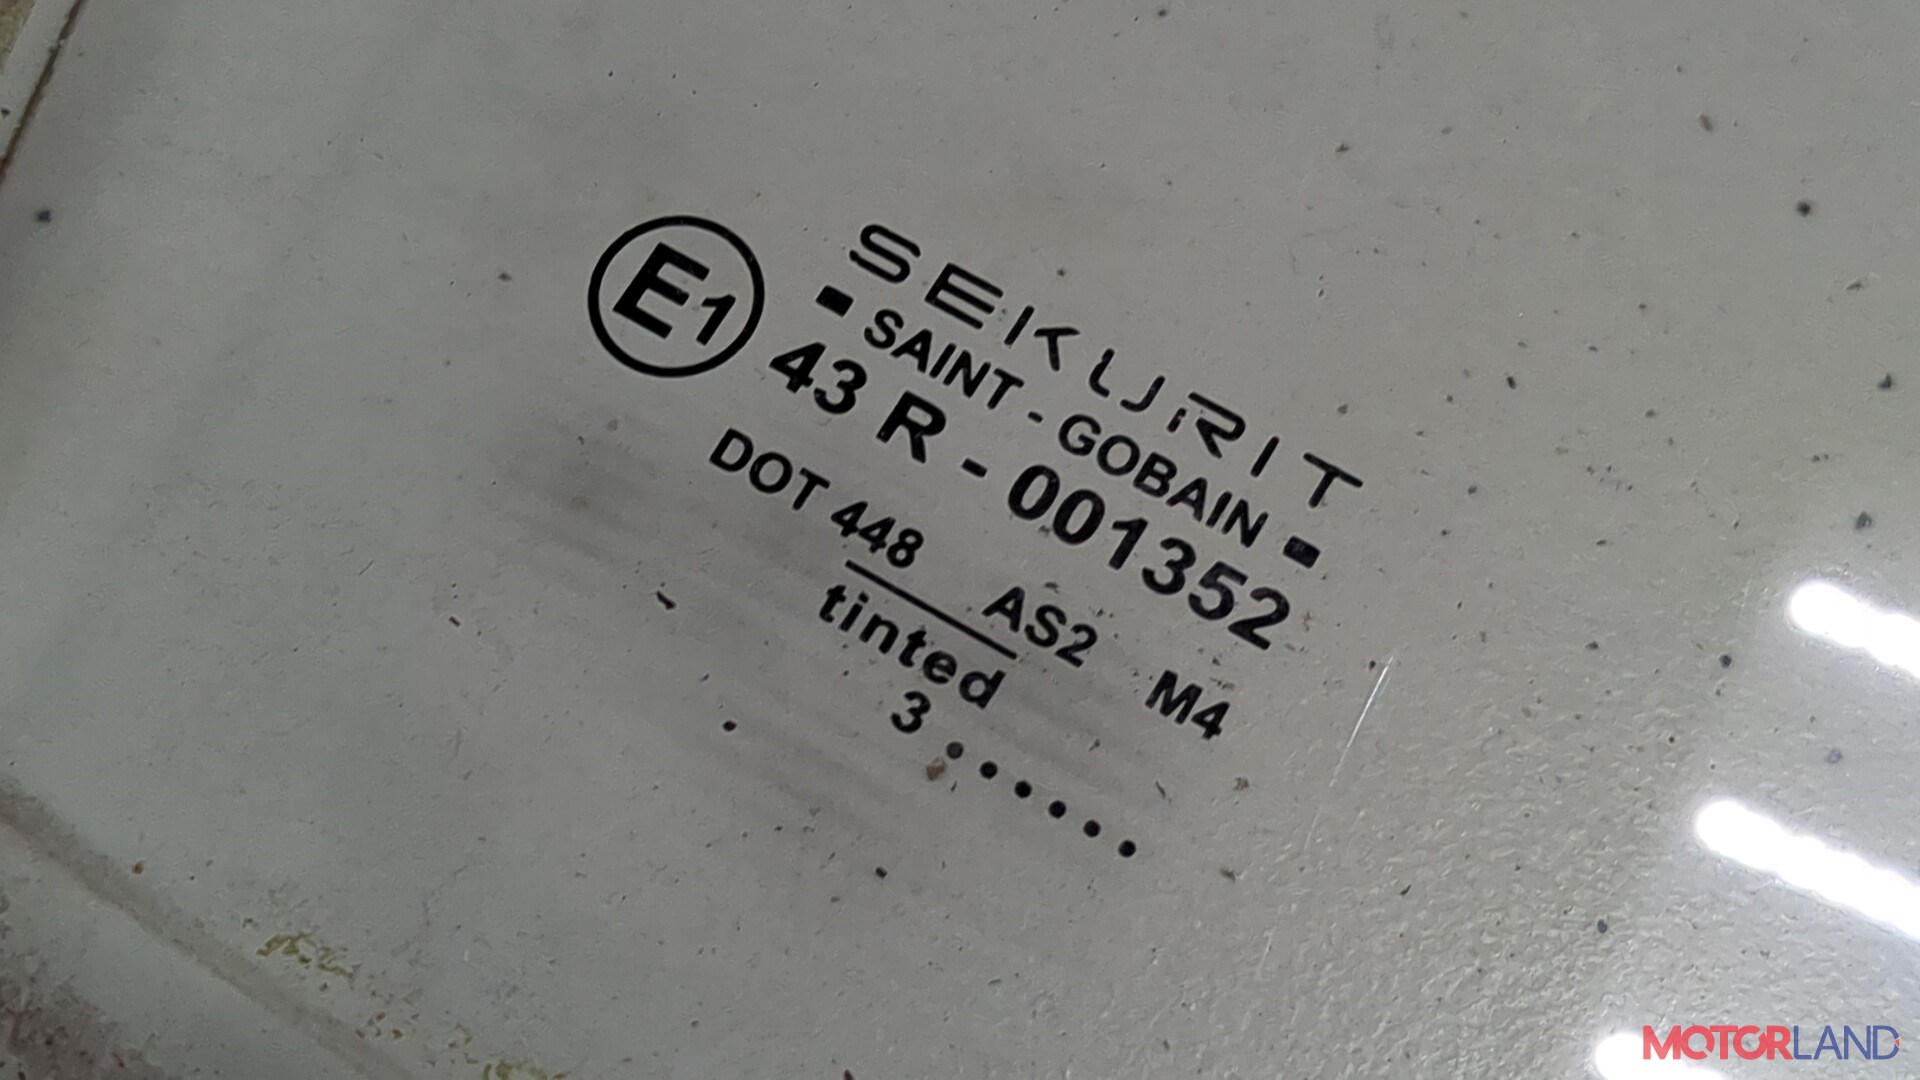 SEKURIT
▪ SAINT - GOBAIN ▪
E1
43 R - 001352
DOT 448 AS2 M4
tinted
3 • • • • • •
MOTORLAND